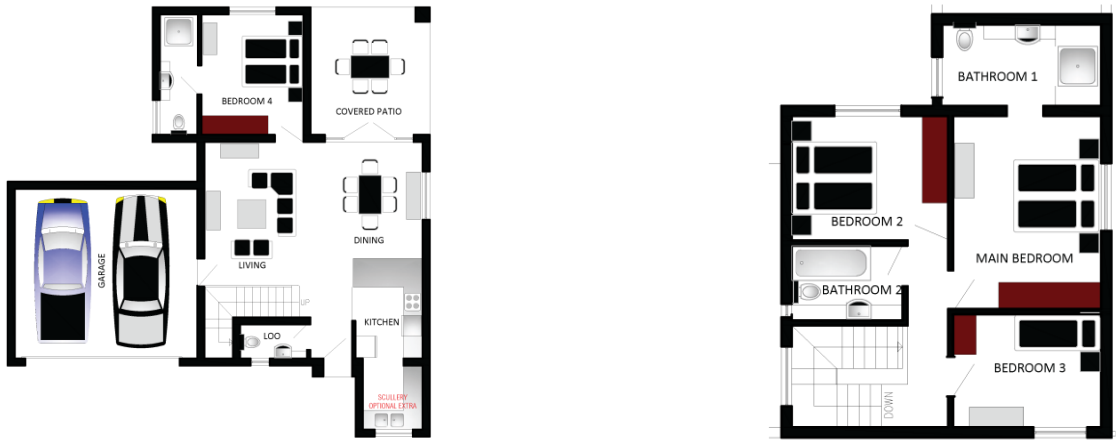 BEDROOM 4
COVERED PATIO
DINING
GARAGE
LIVING
UP
KITCHEN
LOO
SCULLERY
OPTIONAL EXTRA
BATHROOM 1
BEDROOM 2
MAIN BEDROOM
BATHROOM 2
BEDROOM 3
DOWN